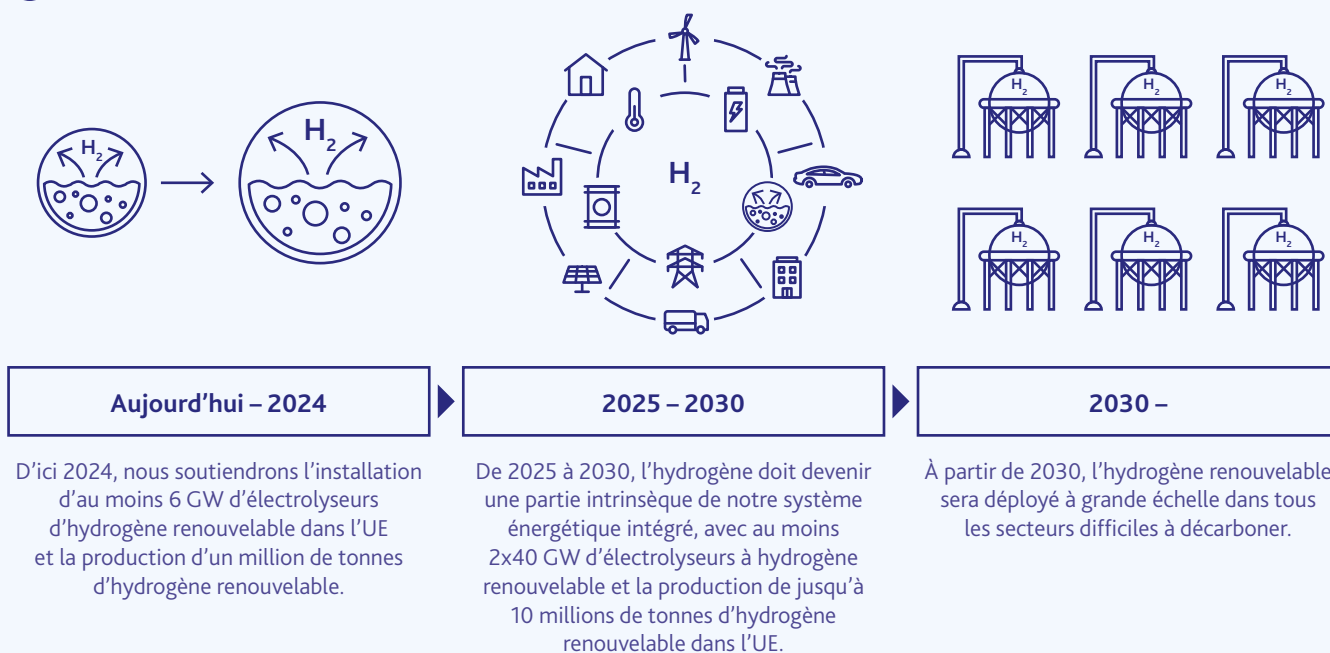 H₂
H₂
H₂
H₂
H₂
H₂
H₂
H₂
H₂
Aujourd’hui – 2024
2025 – 2030
2030 –
D’ici 2024, nous soutiendrons l’installation
d’au moins 6 GW d’électrolyseurs
d’hydrogène renouvelable dans l’UE
et la production d’un million de tonnes
d’hydrogène renouvelable.
De 2025 à 2030, l’hydrogène doit devenir
une partie intrinsèque de notre système
énergétique intégré, avec au moins
2x40 GW d’électrolyseurs à hydrogène
renouvelable et la production de jusqu’à
10 millions de tonnes d’hydrogène
renouvelable dans l’UE.
À partir de 2030, l’hydrogène renouvelable
sera déployé à grande échelle dans tous
les secteurs difficiles à décarboner.